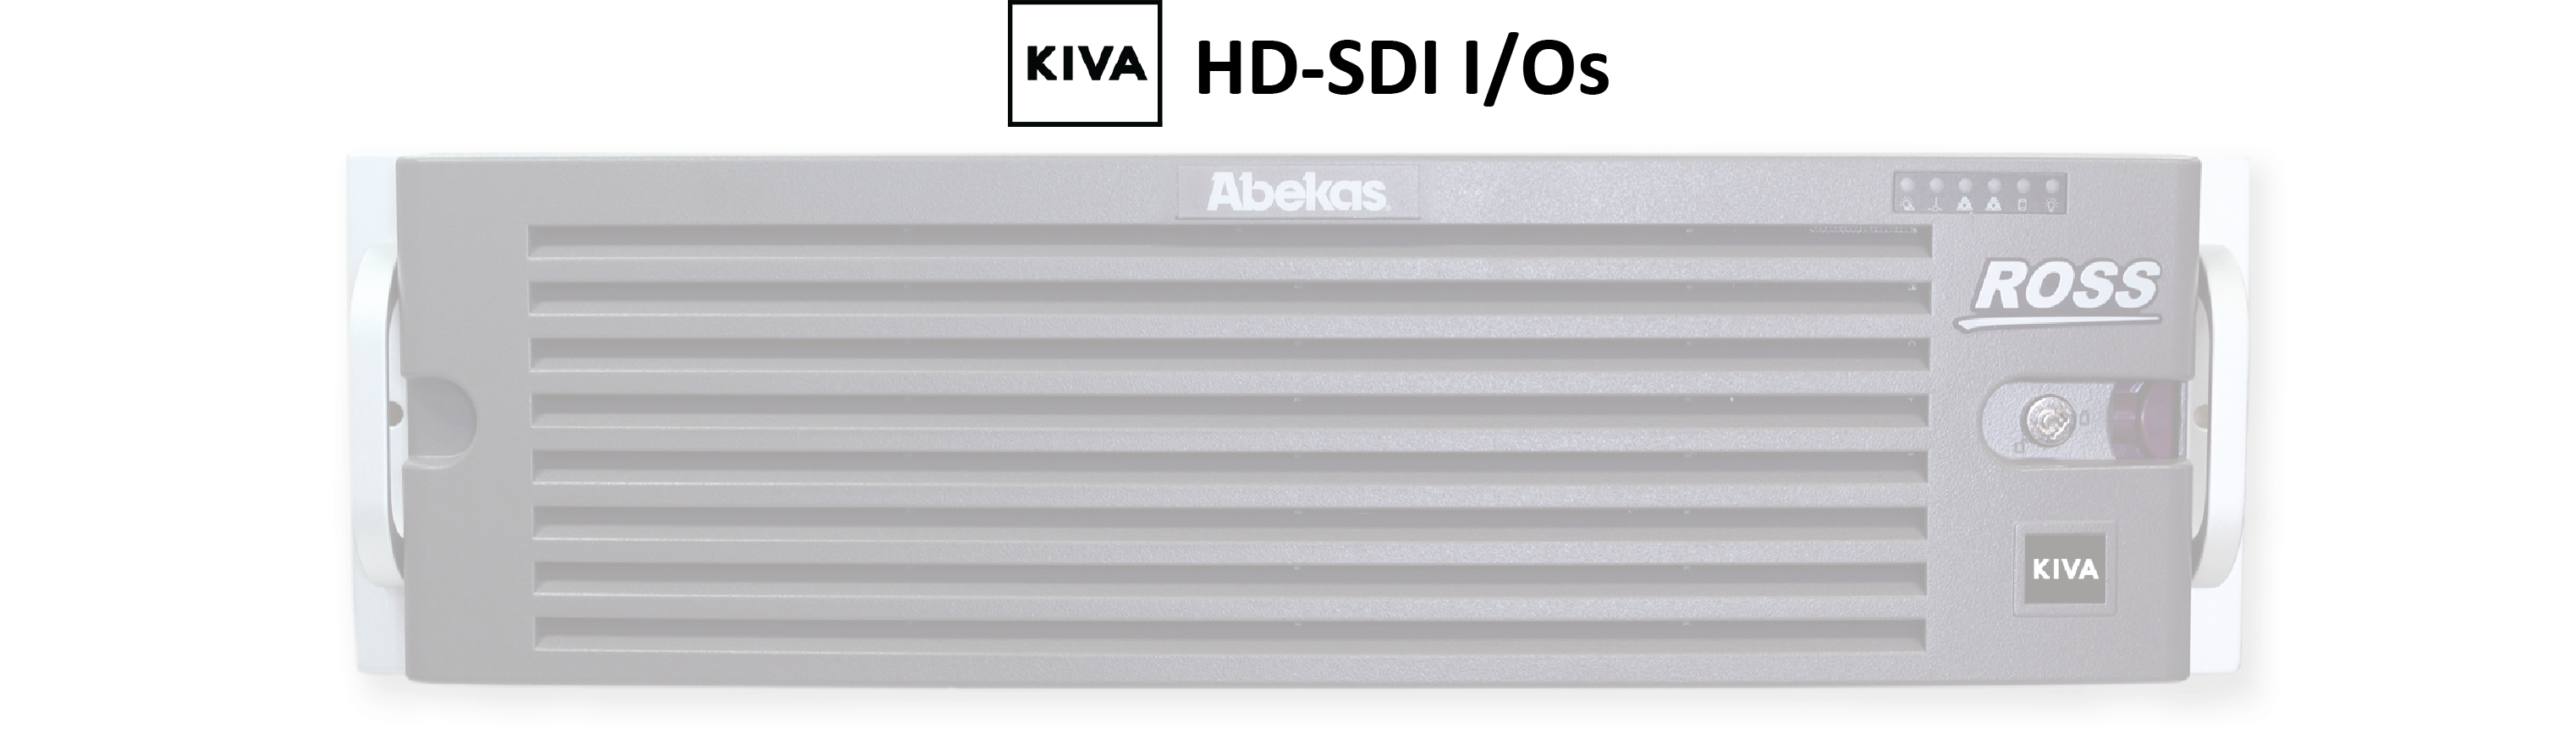 KIVA HD-SDI I/Os
Abekas
ROSS
KIVA